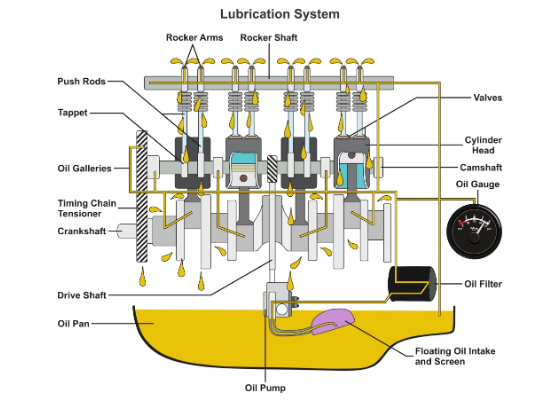 Lubrication System
Rocker Arms
Rocker Shaft
Push Rods
Valves
Tappet
Cylinder
Head
Oil Galleries
Camshaft
Oil Gauge
Timing Chain
Tensioner
Crankshaft
Oil Filter
Drive Shaft
Oil Pan
Floating Oil Intake
and Screen
Oil Pump